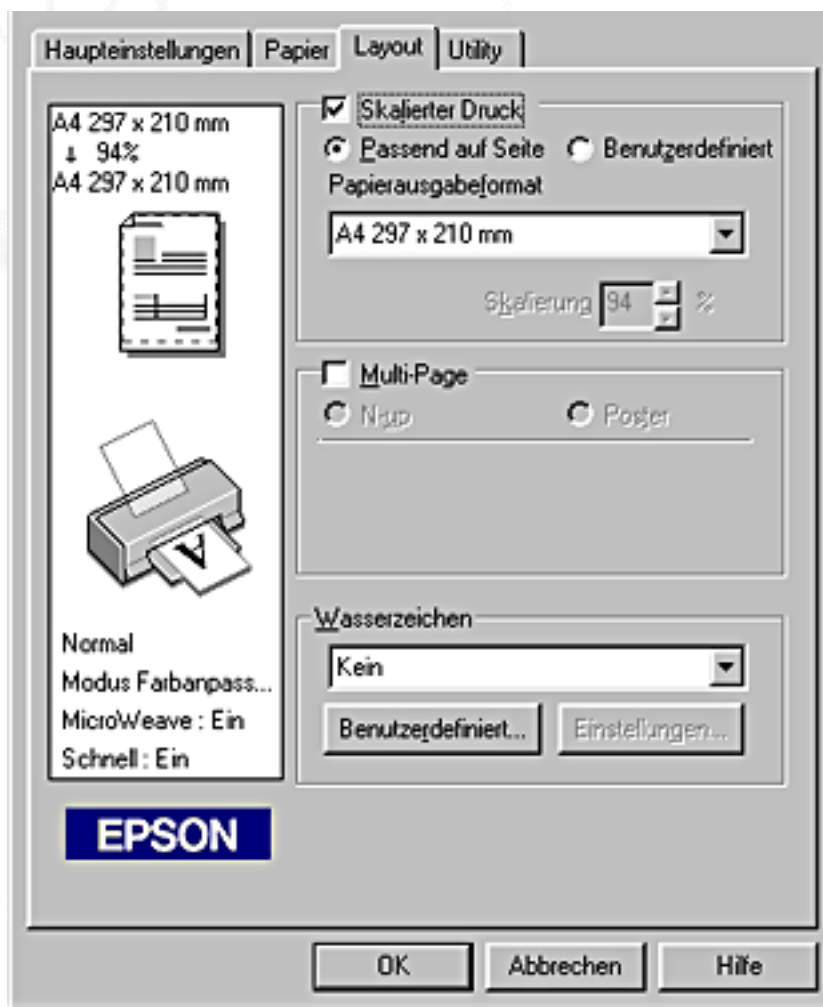 Haupteinstellungen Papier Layout Utility
A4 297 x 210 mm
↓ 94%
A4 297 x 210 mm
Normal
Modus Farbanpass...
MicroWeave : Ein
Schnell : Ein
EPSON
Skalierter Druck
Passend auf Seite Benutzerdefiniert
Papierausgabeformat
A4 297 x 210 mm
Skalierung 94 %
Multi-Page
N-up Poster
Wasserzeichen
Kein
Benutzerdefiniert... Einstellungen...
OK Abbrechen Hilfe